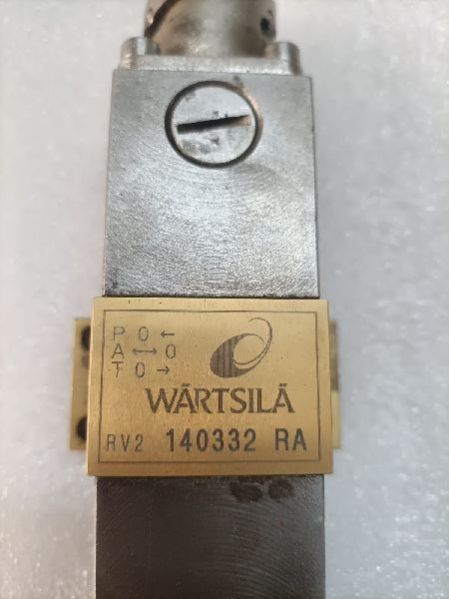 P O ←
A ↔ O
T O →
WÄRTSILÄ
RV2 140332 RA